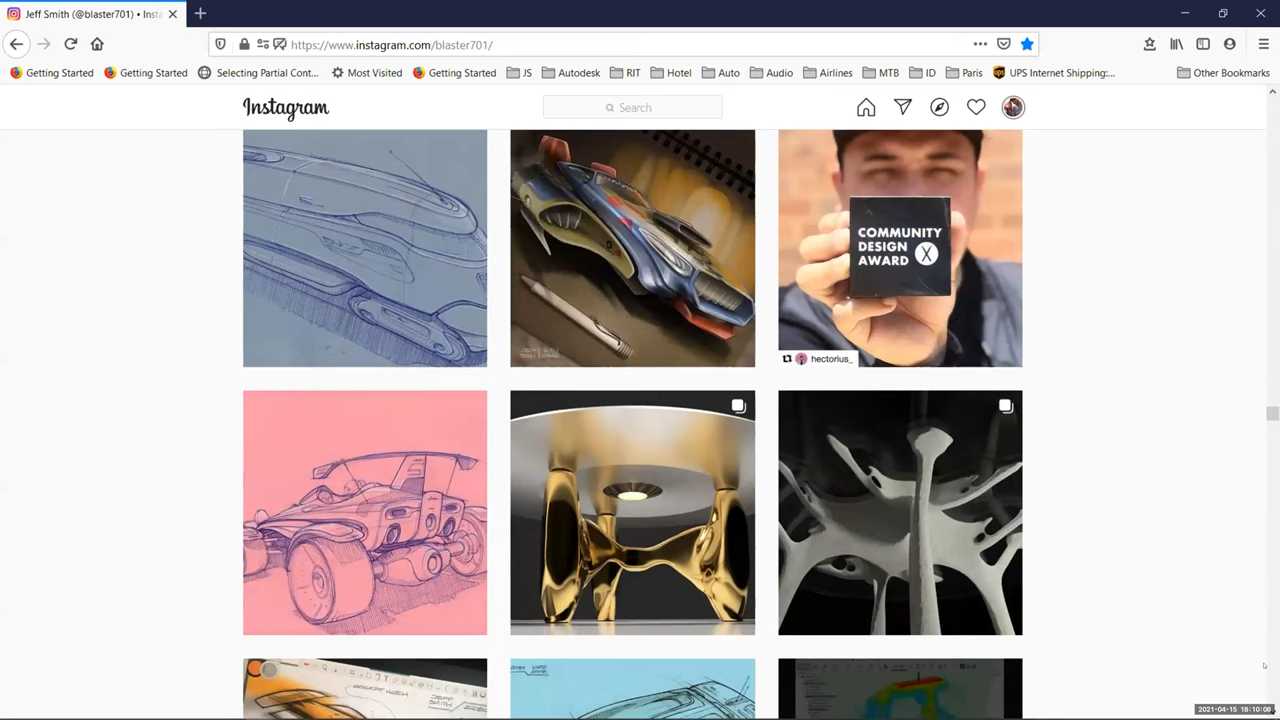 Jeff Smith (@blaster701) • Insta
https://www.instagram.com/blaster701/
Getting Started
Getting Started
Selecting Partial Cont...
Most Visited
Getting Started
JS
Autodesk
RIT
Hotel
Auto
Audio
Airlines
MTB
ID
Paris
UPS Internet Shipping:...
Other Bookmarks
Instagram
Search
COMMUNITY
DESIGN
AWARD X
hectorius_
2021-04-15 18:10:08